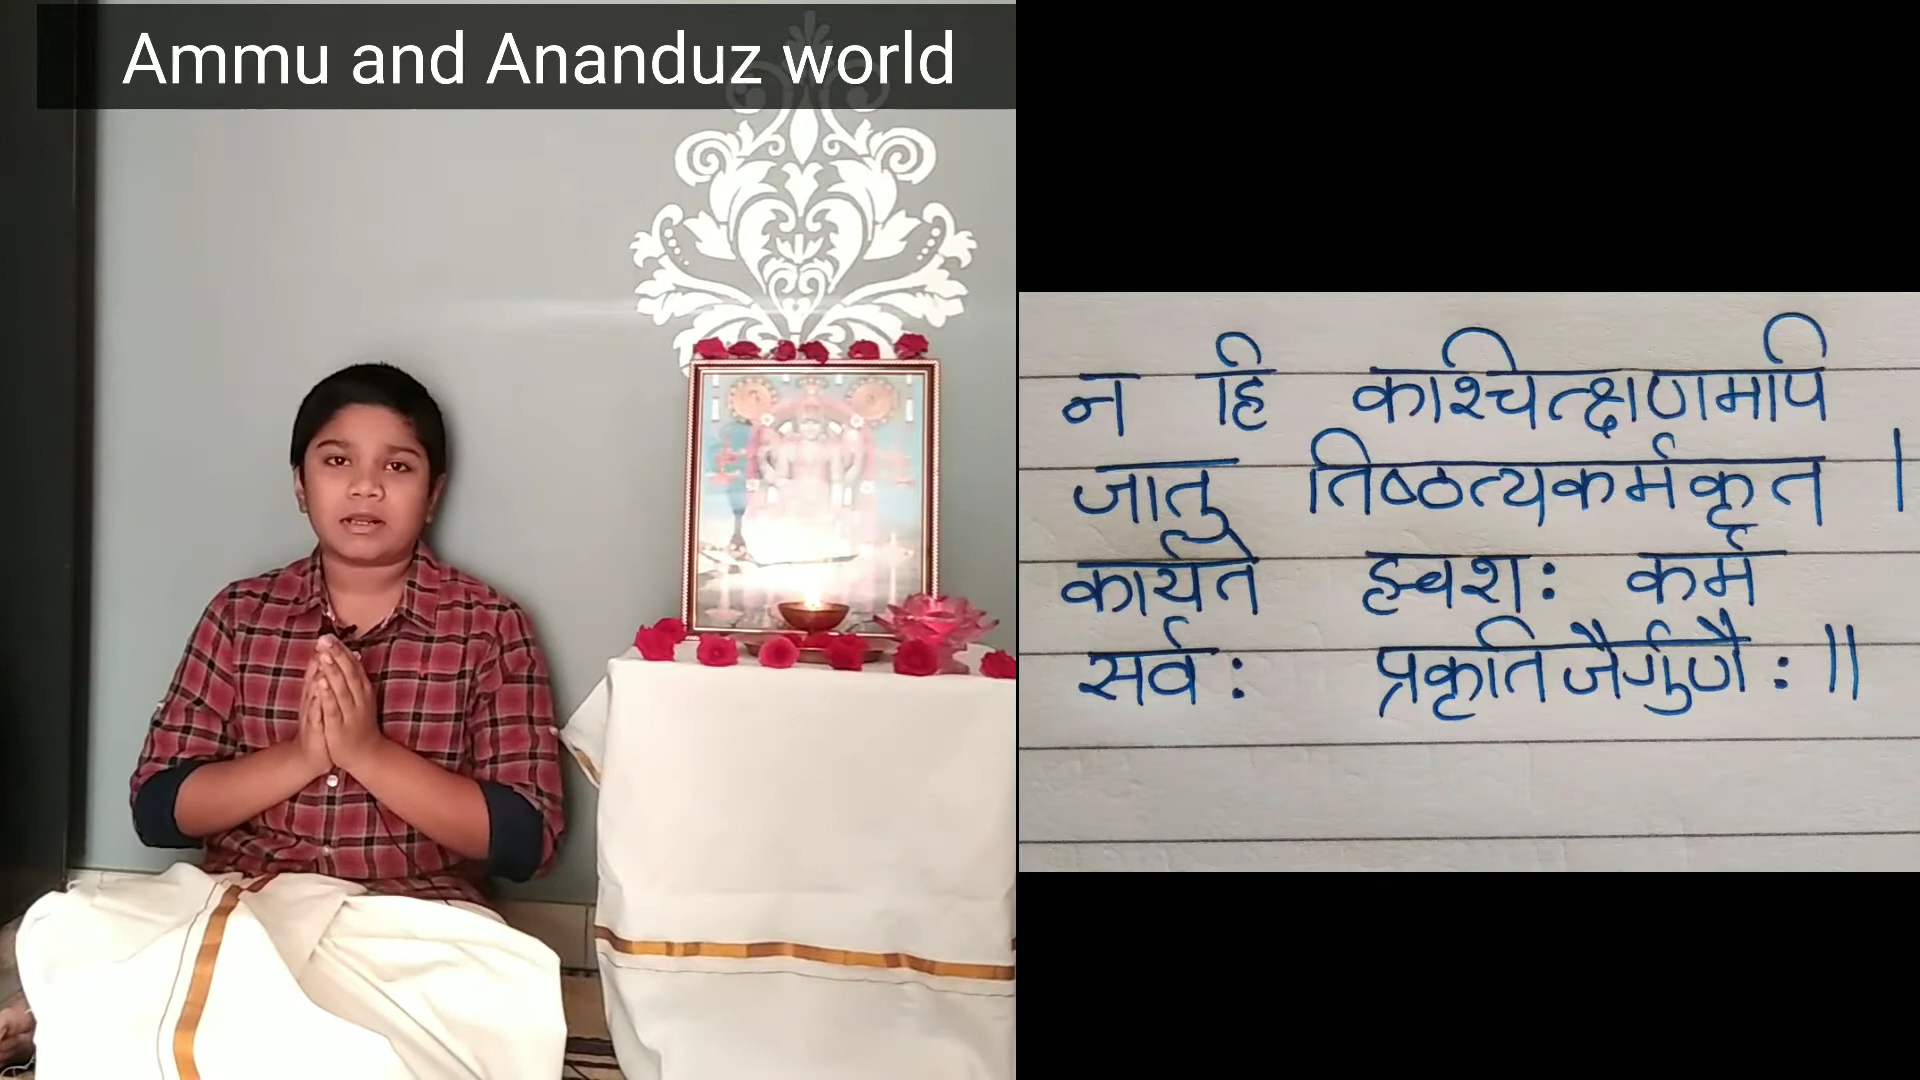 Ammu and Ananduz world
न हि कश्चित्क्षणमपि
जातु तिष्ठत्यकर्मकृत ।
कार्यते ह्यवशः कर्म
सर्वः प्रकृतिजैर्गुणैः ॥